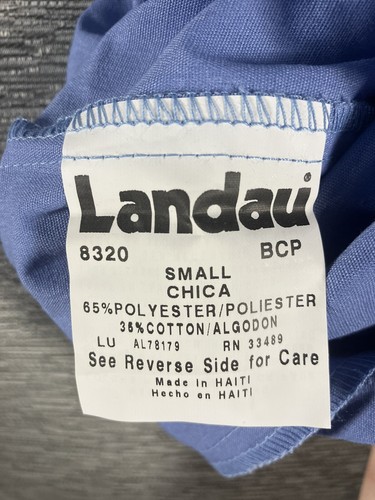 Landau®
8320 BCP
SMALL
CHICA
65%POLYESTER/POLIESTER
36%COTTON/ALGODON
LU AL78179 RN 33489
See Reverse Side for Care
Made in HAITI
Hecho en HAITI